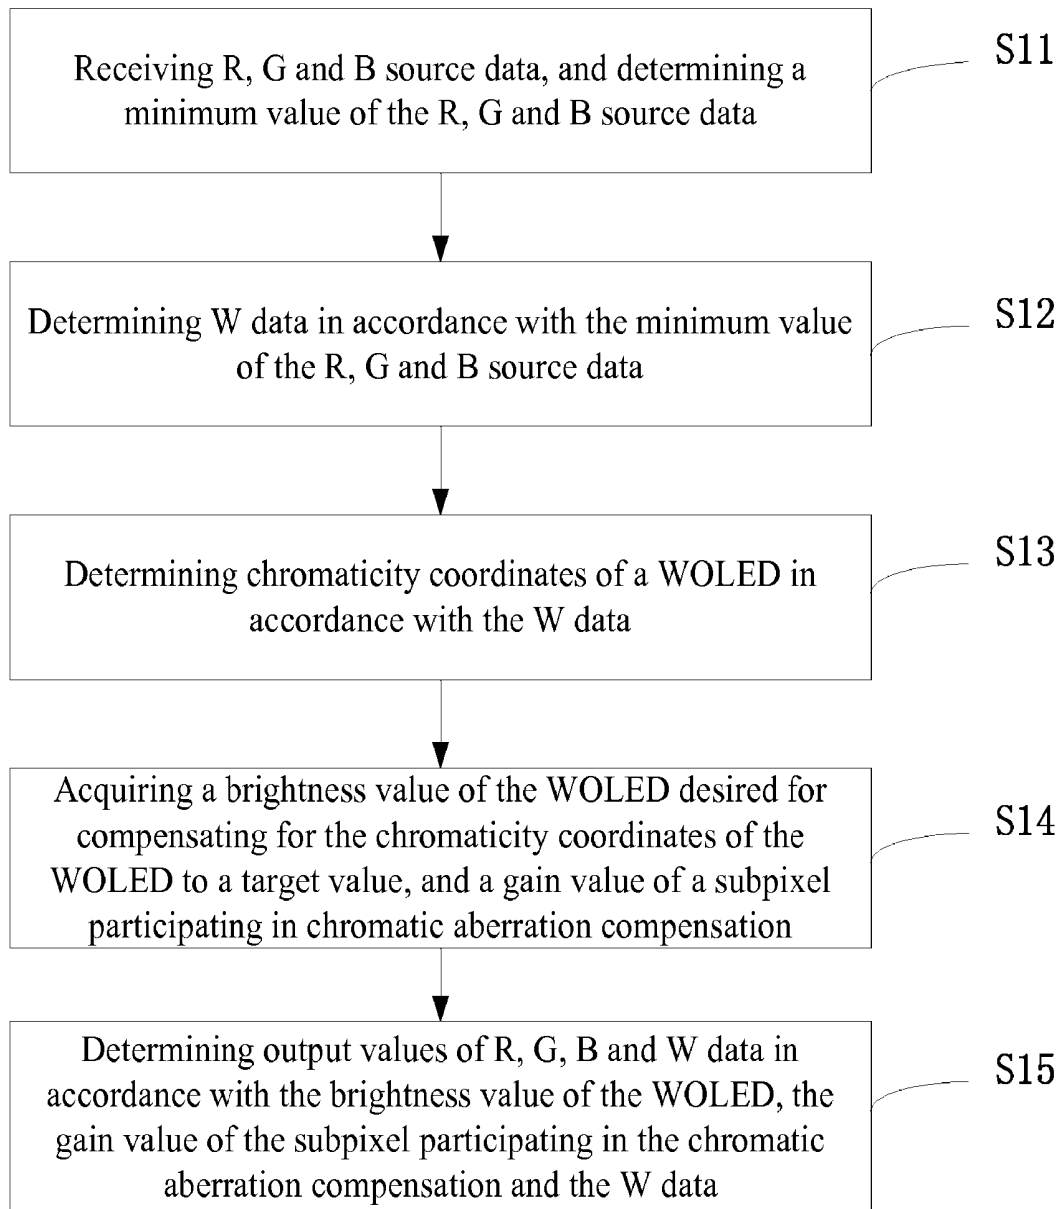 Receiving R, G and B source data, and determining a
minimum value of the R, G and B source data
S11
Determining W data in accordance with the minimum value
of the R, G and B source data
S12
Determining chromaticity coordinates of a WOLED in
accordance with the W data
S13
Acquiring a brightness value of the WOLED desired for
compensating for the chromaticity coordinates of the
WOLED to a target value, and a gain value of a subpixel
participating in chromatic aberration compensation
S14
Determining output values of R, G, B and W data in
accordance with the brightness value of the WOLED, the
gain value of the subpixel participating in the chromatic
aberration compensation and the W data
S15